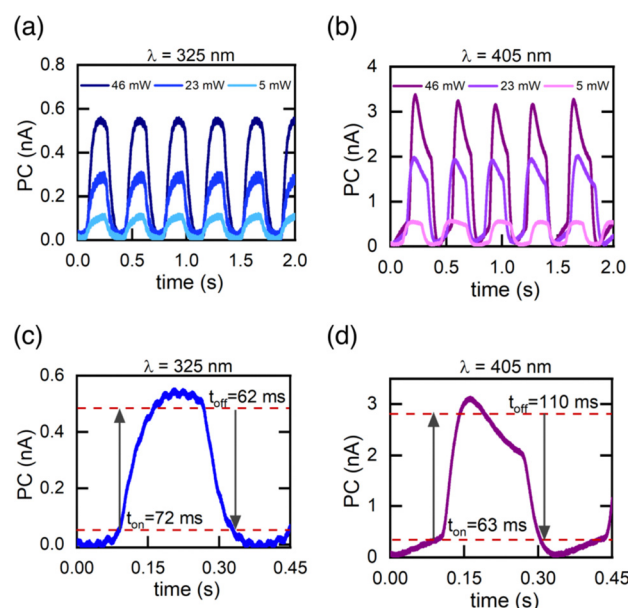 (a)
λ = 325 nm
46 mW 23 mW 5 mW
0.8
0.6
0.4
0.2
0.0
PC (nA)
0.0 0.5 1.0 1.5 2.0
time (s)
(b)
λ = 405 nm
46 mW 23 mW 5 mW
4
3
2
1
0
PC (nA)
0.0 0.5 1.0 1.5 2.0
time (s)
(c)
λ = 325 nm
0.6
0.4
0.2
0.0
PC (nA)
toff=62 ms
ton=72 ms
0.00 0.15 0.30 0.45
time (s)
(d)
λ = 405 nm
3
2
1
0
PC (nA)
toff=110 ms
ton=63 ms
0.00 0.15 0.30 0.45
time (s)